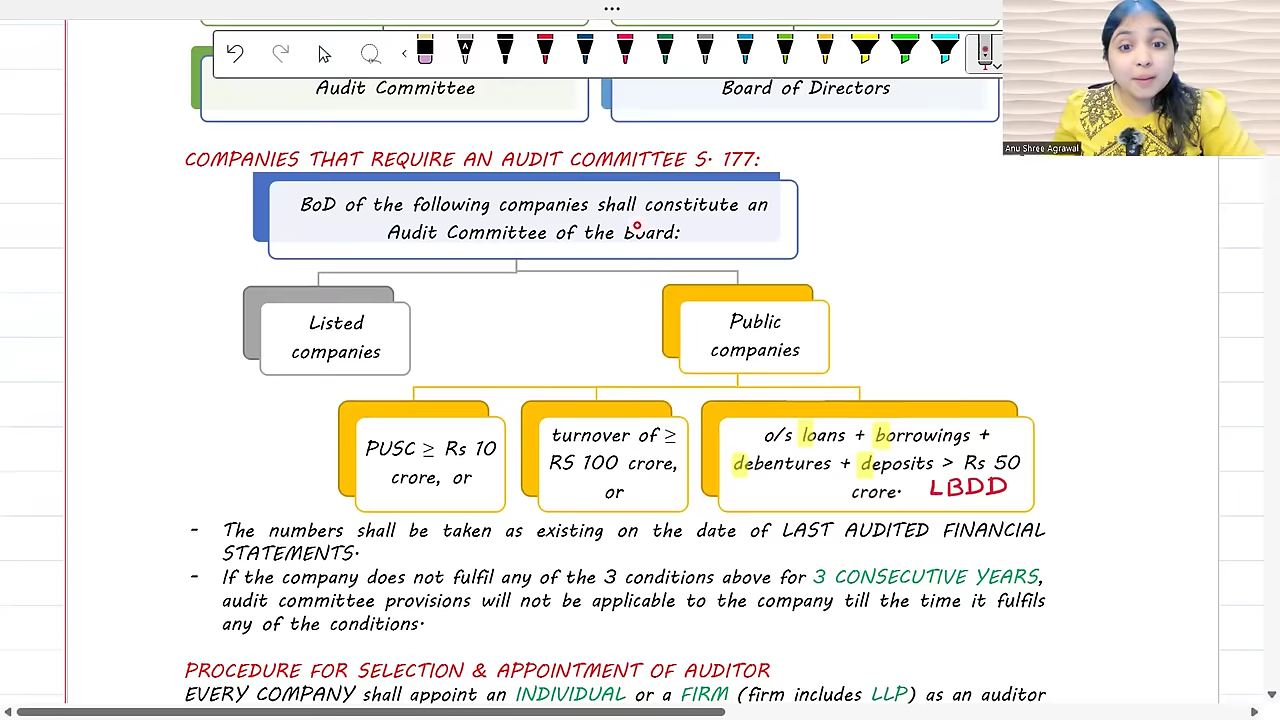 Audit Committee
Board of Directors
Anu Shree Agrawal
COMPANIES THAT REQUIRE AN AUDIT COMMITTEE S. 177:
BoD of the following companies shall constitute an
Audit Committee of the board:
Listed
companies
Public
companies
PUSC ≥ Rs 10
crore, or
turnover of ≥
RS 100 crore,
or
o/s loans + borrowings +
debentures + deposits > Rs 50
crore.
LBDD
- The numbers shall be taken as existing on the date of LAST AUDITED FINANCIAL
STATEMENTS.
- If the company does not fulfil any of the 3 conditions above for 3 CONSECUTIVE YEARS,
audit committee provisions will not be applicable to the company till the time it fulfils
any of the conditions.
PROCEDURE FOR SELECTION & APPOINTMENT OF AUDITOR
EVERY COMPANY shall appoint an INDIVIDUAL or a FIRM (firm includes LLP) as an auditor